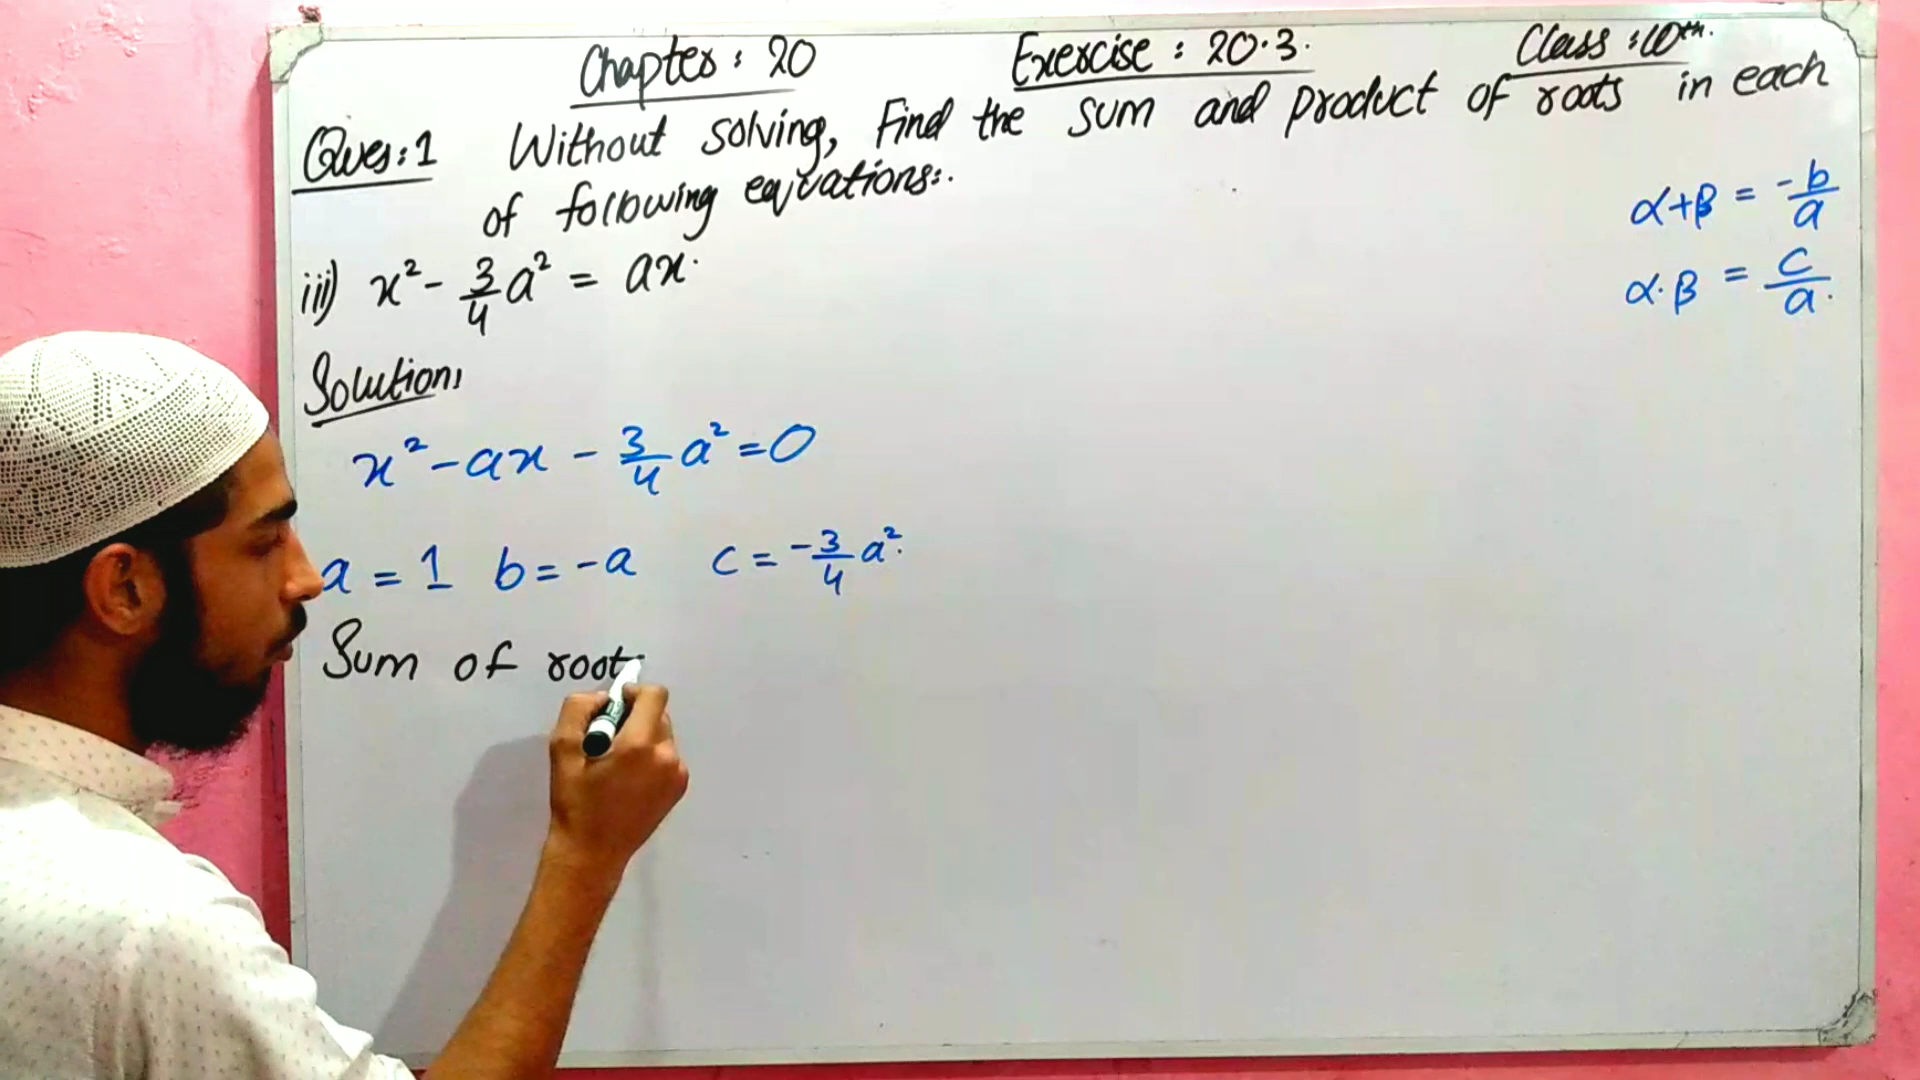 Chapter: 20 Exercise: 20.3. Class: 10th.
Ques:1 Without solving, Find the sum and product of roots in each
of following equations:.
α+β = -b/a
α.β = c/a.
iii) x² - 3/4 a² = ax.
Solution:
x² - ax - 3/4 a² = 0
a = 1 b = -a c = -3/4 a².
Sum of root